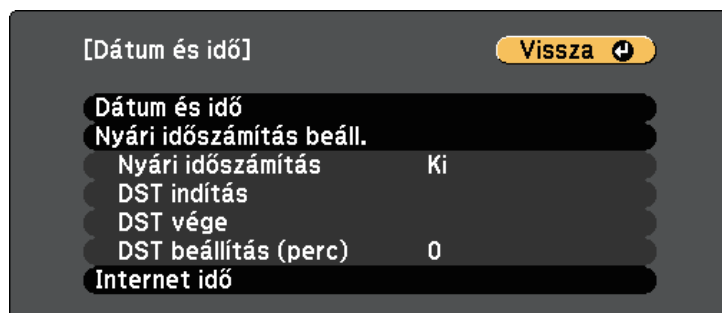 [Dátum és idő] Vissza
Dátum és idő
Nyári időszámítás beáll.
Nyári időszámítás Ki
DST indítás
DST vége
DST beállítás (perc) 0
Internet idő